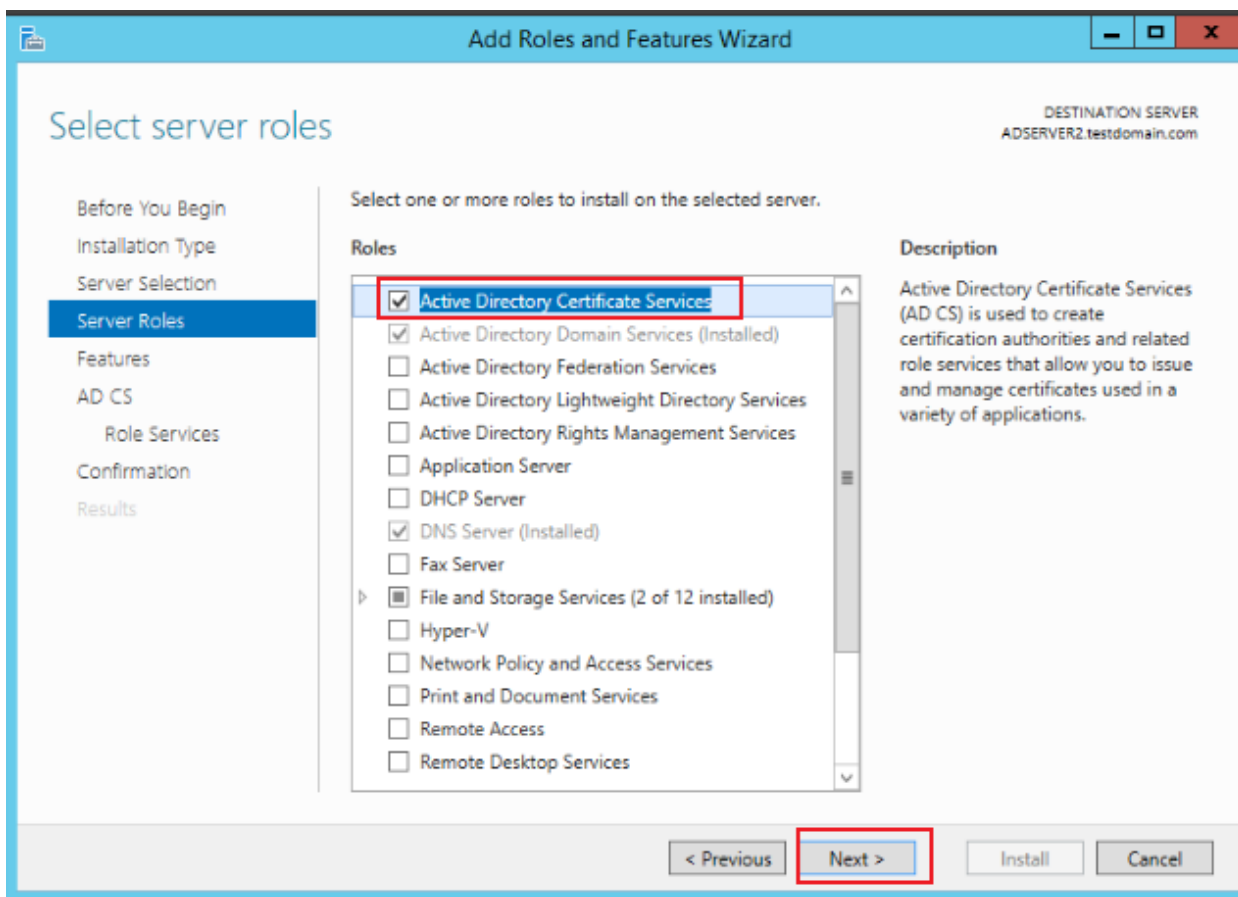 Add Roles and Features Wizard
Select server roles
DESTINATION SERVER
ADSERVER2.testdomain.com
Before You Begin
Installation Type
Server Selection
Server Roles
Features
AD CS
Role Services
Confirmation
Results
Select one or more roles to install on the selected server.
Roles
Active Directory Certificate Services
Active Directory Domain Services (Installed)
Active Directory Federation Services
Active Directory Lightweight Directory Services
Active Directory Rights Management Services
Application Server
DHCP Server
DNS Server (Installed)
Fax Server
File and Storage Services (2 of 12 installed)
Hyper-V
Network Policy and Access Services
Print and Document Services
Remote Access
Remote Desktop Services
Description
Active Directory Certificate Services
(AD CS) is used to create
certification authorities and related
role services that allow you to issue
and manage certificates used in a
variety of applications.
< Previous
Next >
Install
Cancel